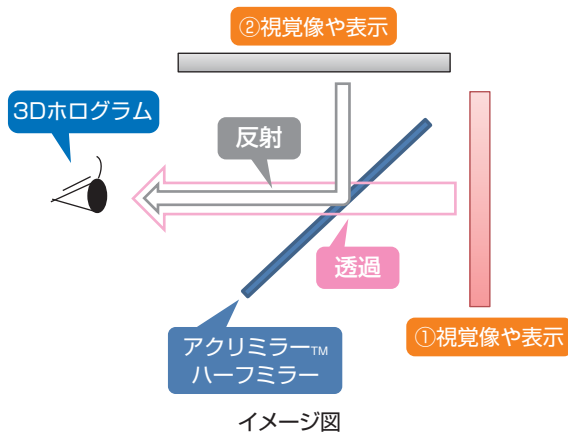 ②視覚像や表示
3Dホログラム
反射
透過
①視覚像や表示
アクリミラー™
ハーフミラー
イメージ図